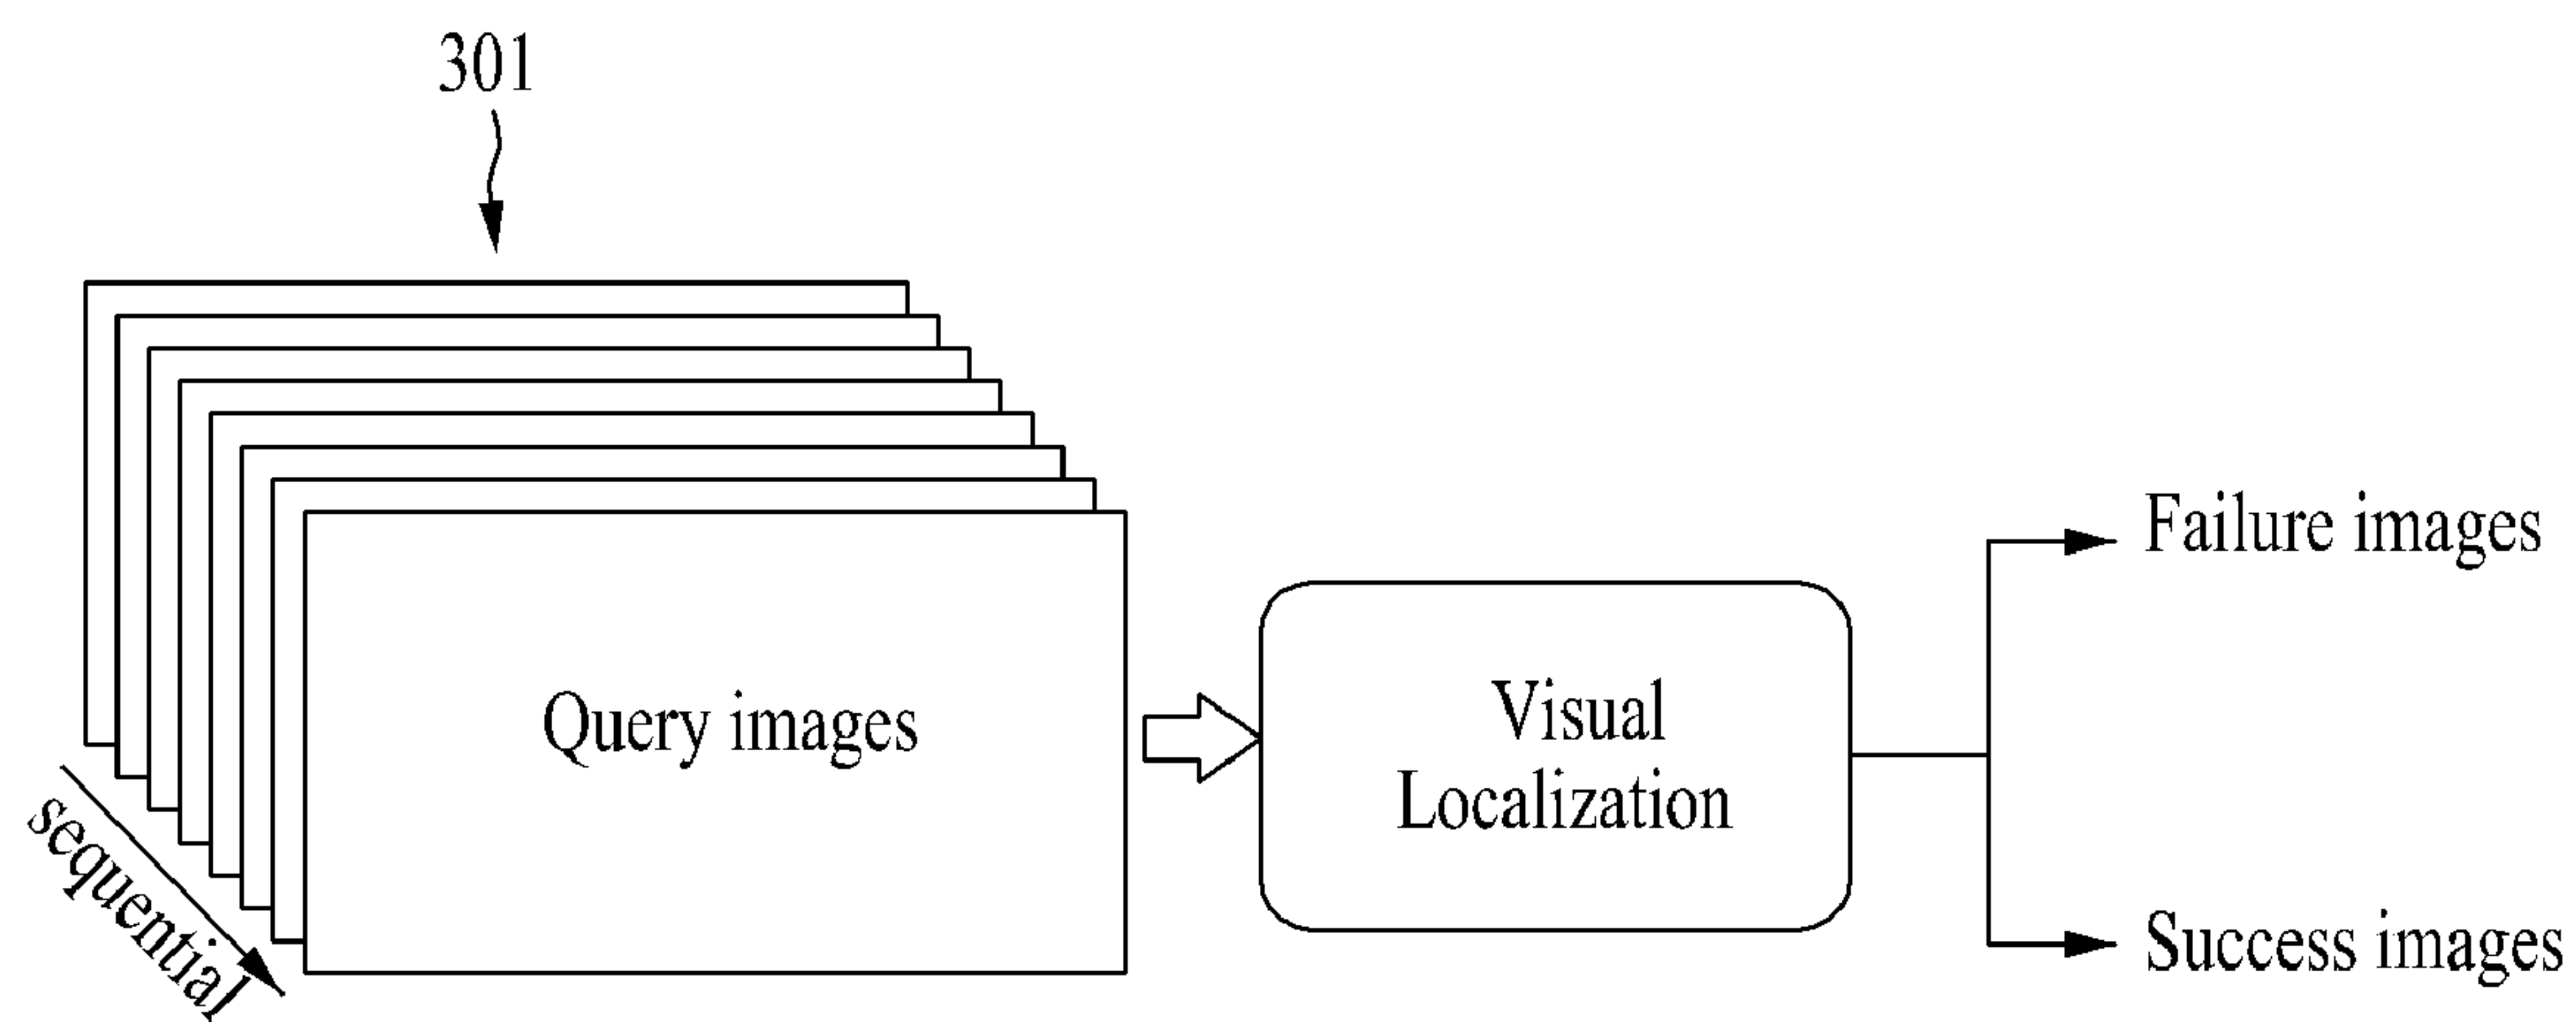 301
Query images
sequential
Visual
Localization
Failure images
Success images